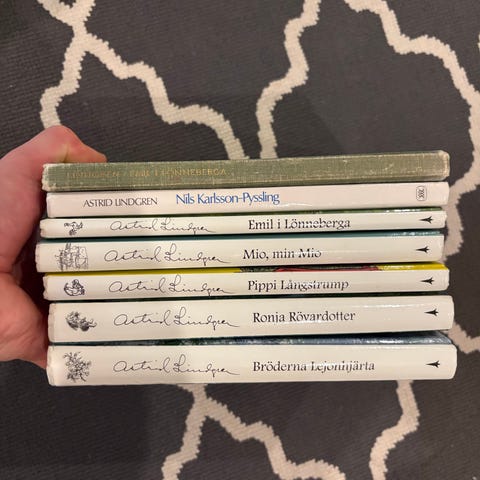 LINDGREN / EMIL I LÖNNEBERGA
ASTRID LINDGREN Nils Karlsson-Pyssling
Astrid Lindgren Emil i Lönneberga
Astrid Lindgren Mio, min Mio
Astrid Lindgren Pippi Långstrump
Astrid Lindgren Ronja Rövardotter
Astrid Lindgren Bröderna Lejonhjärta